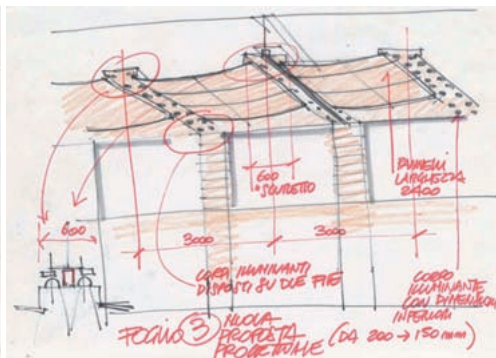 600
SCURETTO
PANNELLI
LARGHEZZA
2400
600
3000
3000
CORPI ILLUMINANTI
DISPOSTI SU DUE FILE
CORPO
ILLUMINANTE
CON DIMENSIONI
INFERIORI
(DA 200 → 150 mm)
FOGLIO 3 NUOVA
PROPOSTA
PROGETTUALE